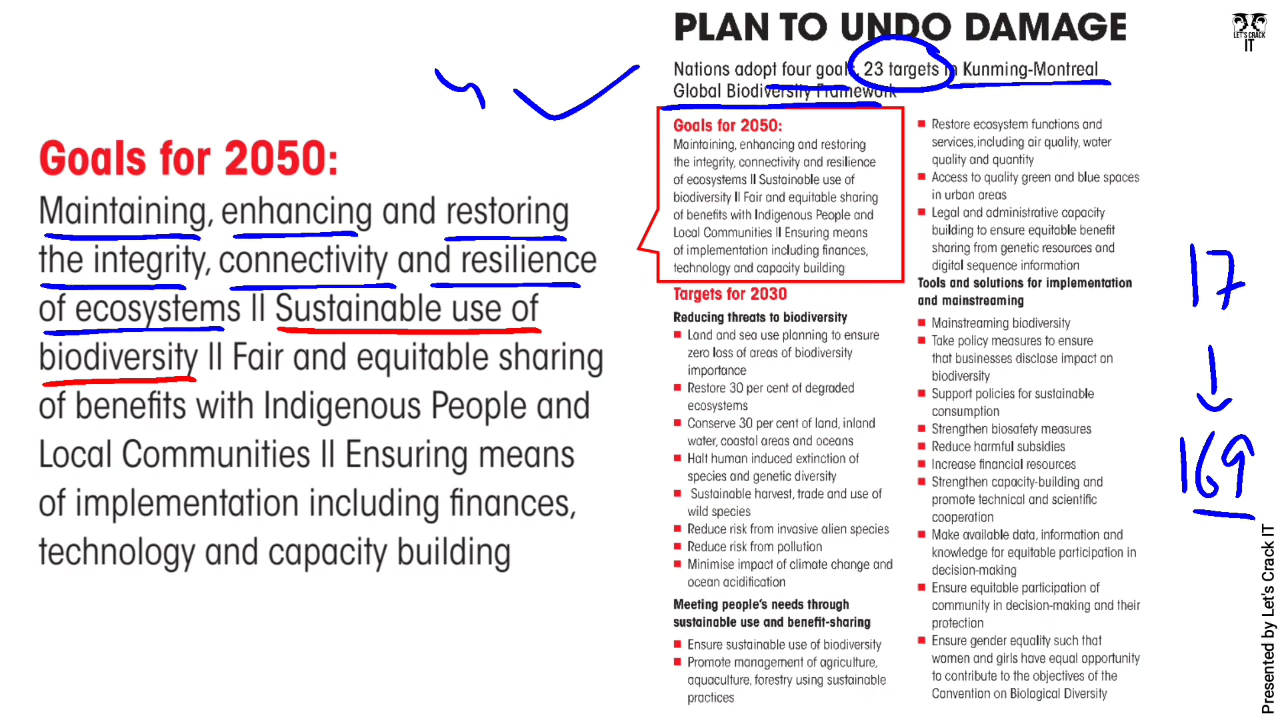 Goals for 2050:
Maintaining, enhancing and restoring
the integrity, connectivity and resilience
of ecosystems II Sustainable use of
biodiversity II Fair and equitable sharing
of benefits with Indigenous People and
Local Communities II Ensuring means
of implementation including finances,
technology and capacity building
PLAN TO UNDO DAMAGE
Nations adopt four goals, 23 targets in Kunming-Montreal
Global Biodiversity Framework
Goals for 2050:
Maintaining, enhancing and restoring
the integrity, connectivity and resilience
of ecosystems II Sustainable use of
biodiversity II Fair and equitable sharing
of benefits with Indigenous People and
Local Communities II Ensuring means
of implementation including finances,
technology and capacity building
Targets for 2030
Reducing threats to biodiversity
Land and sea use planning to ensure
zero loss of areas of biodiversity
importance
Restore 30 per cent of degraded
ecosystems
Conserve 30 per cent of land, inland
water, coastal areas and oceans
Halt human induced extinction of
species and genetic diversity
Sustainable harvest, trade and use of
wild species
Reduce risk from invasive alien species
Reduce risk from pollution
Minimise impact of climate change and
ocean acidification
Meeting people's needs through
sustainable use and benefit-sharing
Ensure sustainable use of biodiversity
Promote management of agriculture,
aquaculture, forestry using sustainable
practices
Restore ecosystem functions and
services, including air quality, water
quality and quantity
Access to quality green and blue spaces
in urban areas
Legal and administrative capacity
building to ensure equitable benefit
sharing from genetic resources and
digital sequence information
Tools and solutions for implementation
and mainstreaming
Mainstreaming biodiversity
Take policy measures to ensure
that businesses disclose impact on
biodiversity
Support policies for sustainable
consumption
Strengthen biosafety measures
Reduce harmful subsidies
Increase financial resources
Strengthen capacity-building and
promote technical and scientific
cooperation
Make available data, information and
knowledge for equitable participation in
decision-making
Ensure equitable participation of
community in decision-making and their
protection
Ensure gender equality such that
women and girls have equal opportunity
to contribute to the objectives of the
Convention on Biological Diversity
17
169
LET'S CRACK
IT
Presented by Let's Crack IT